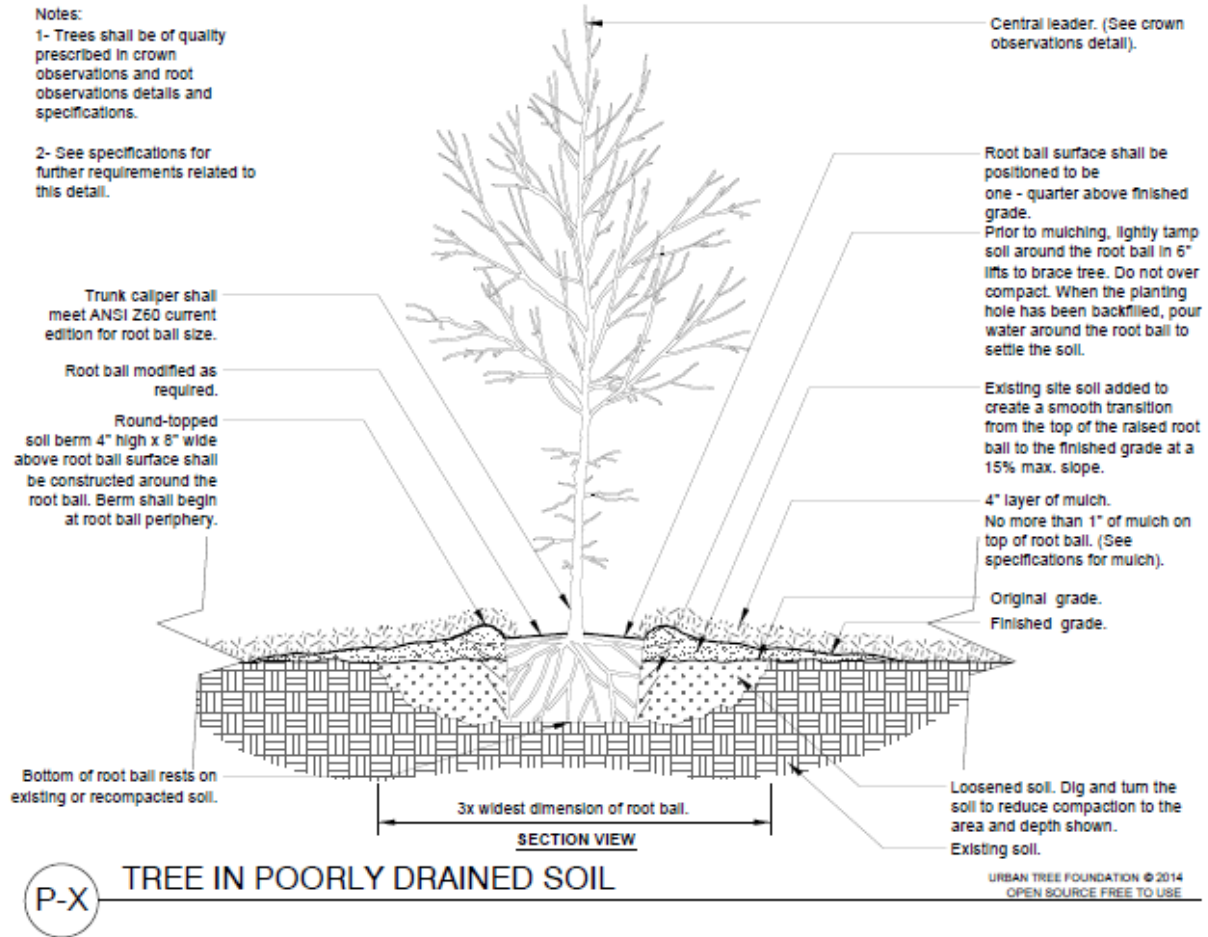 Notes:
1- Trees shall be of quality
prescribed in crown
observations and root
observations details and
specifications.
2- See specifications for
further requirements related to
this detail.
Trunk caliper shall
meet ANSI Z60 current
edition for root ball size.
Root ball modified as
required.
Round-topped
soil berm 4" high x 8" wide
above root ball surface shall
be constructed around the
root ball. Berm shall begin
at root ball periphery.
Bottom of root ball rests on
existing or recompacted soil.
Central leader. (See crown
observations detail).
Root ball surface shall be
positioned to be
one - quarter above finished
grade.
Prior to mulching, lightly tamp
soil around the root ball in 6"
lifts to brace tree. Do not over
compact. When the planting
hole has been backfilled, pour
water around the root ball to
settle the soil.
Existing site soil added to
create a smooth transition
from the top of the raised root
ball to the finished grade at a
15% max. slope.
4" layer of mulch.
No more than 1" of mulch on
top of root ball. (See
specifications for mulch).
Original grade.
Finished grade.
Loosened soil. Dig and turn the
soil to reduce compaction to the
area and depth shown.
Existing soil.
3x widest dimension of root ball.
SECTION VIEW
P-X
TREE IN POORLY DRAINED SOIL
URBAN TREE FOUNDATION © 2014
OPEN SOURCE FREE TO USE